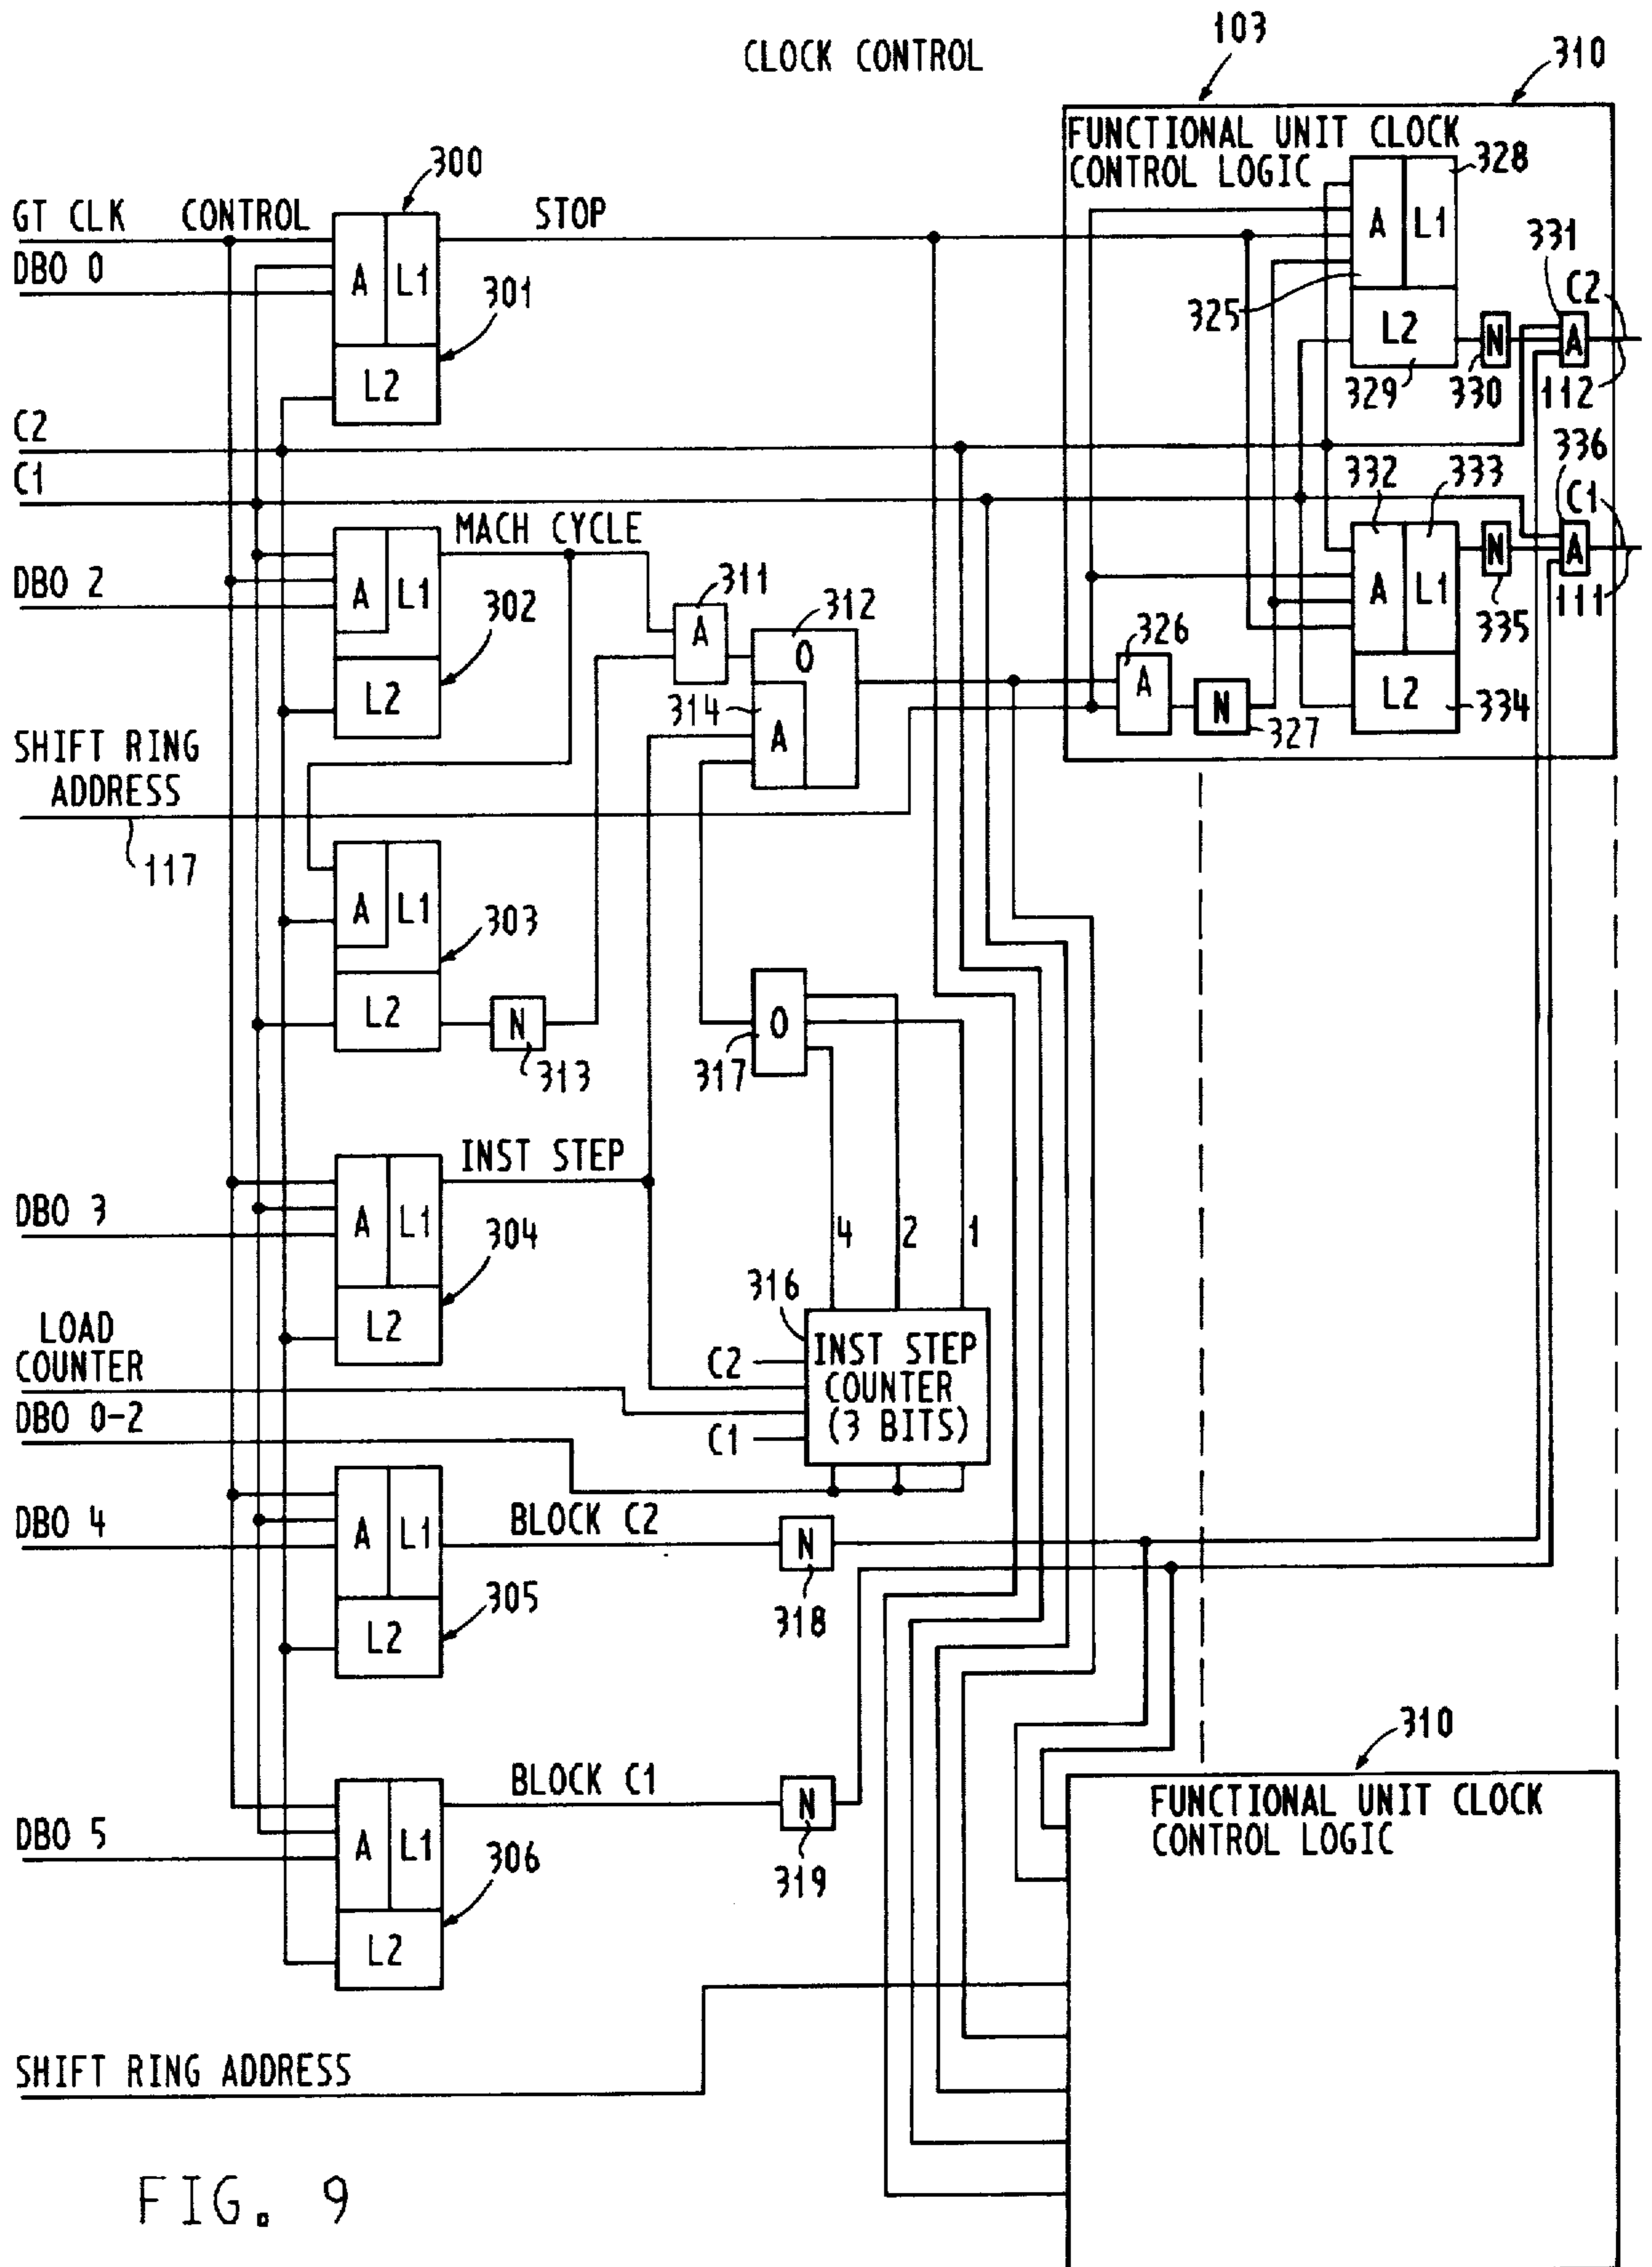 CLOCK CONTROL
103
310
FUNCTIONAL UNIT CLOCK
CONTROL LOGIC
328
300
GT CLK CONTROL
STOP
A L1
331
DBO 0
A L1
301
325
C2
L2
N
A
L2
329
330
112
C2
336
C1
332
333
C1
MACH CYCLE
N
A
DBO 2
A L1
302
311
312
A L1
335
111
A
O
326
L2
314
A
N
L2
334
SHIFT RING
ADDRESS
A
327
117
A L1
303
L2
N
O
313
317
INST STEP
DBO 3
A L1
304
4
2
1
316
LOAD
COUNTER
L2
C2
INST STEP
COUNTER
(3 BITS)
DBO 0-2
C1
DBO 4
A L1
BLOCK C2
N
305
318
L2
310
BLOCK C1
N
FUNCTIONAL UNIT CLOCK
CONTROL LOGIC
DBO 5
A L1
306
319
L2
SHIFT RING ADDRESS
FIG. 9